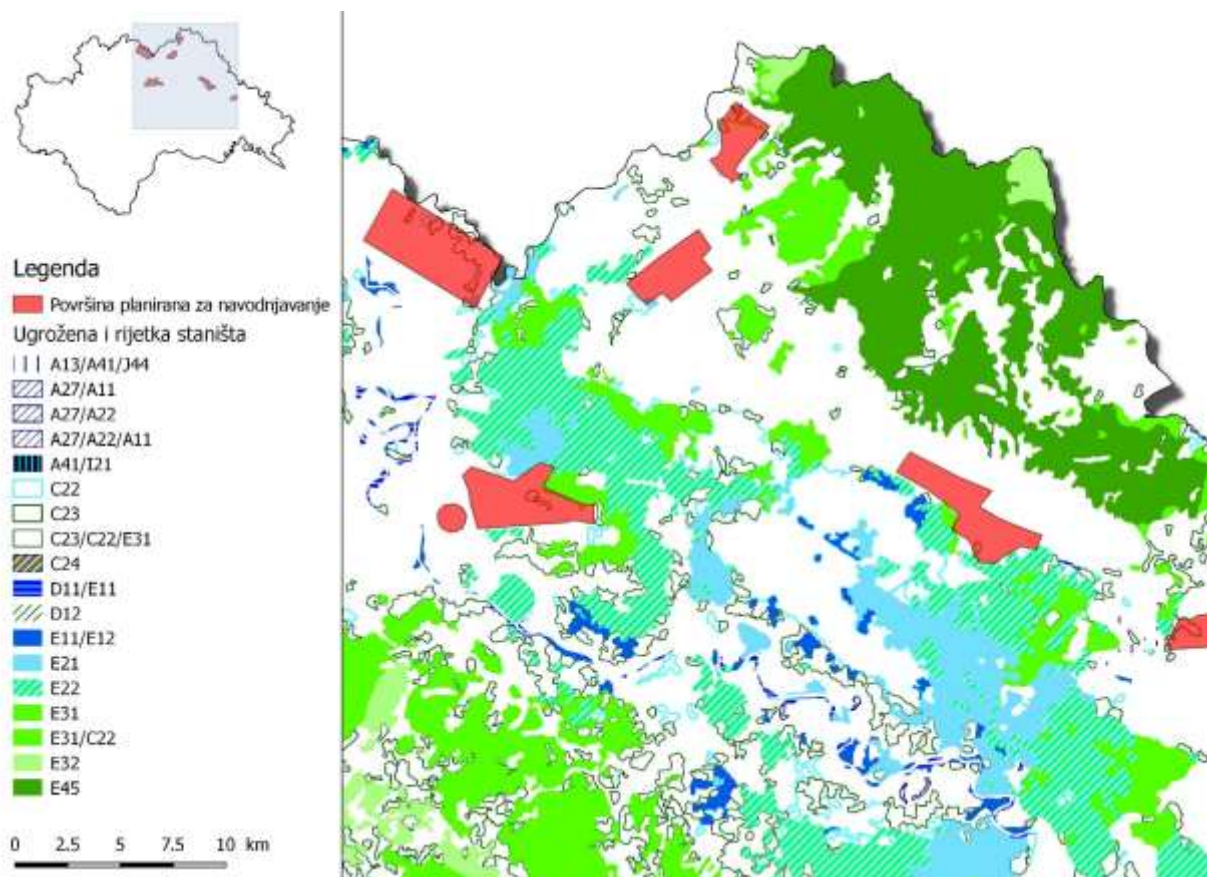 Legenda
Površina planirana za navodnjavanje
Ugrožena i rijetka staništa
A13/A41/J44
A27/A11
A27/A22
A27/A22/A11
A41/I21
C22
C23
C23/C22/E31
C24
D11/E11
D12
E11/E12
E21
E22
E31
E31/C22
E32
E45
0 2.5 5 7.5 10 km